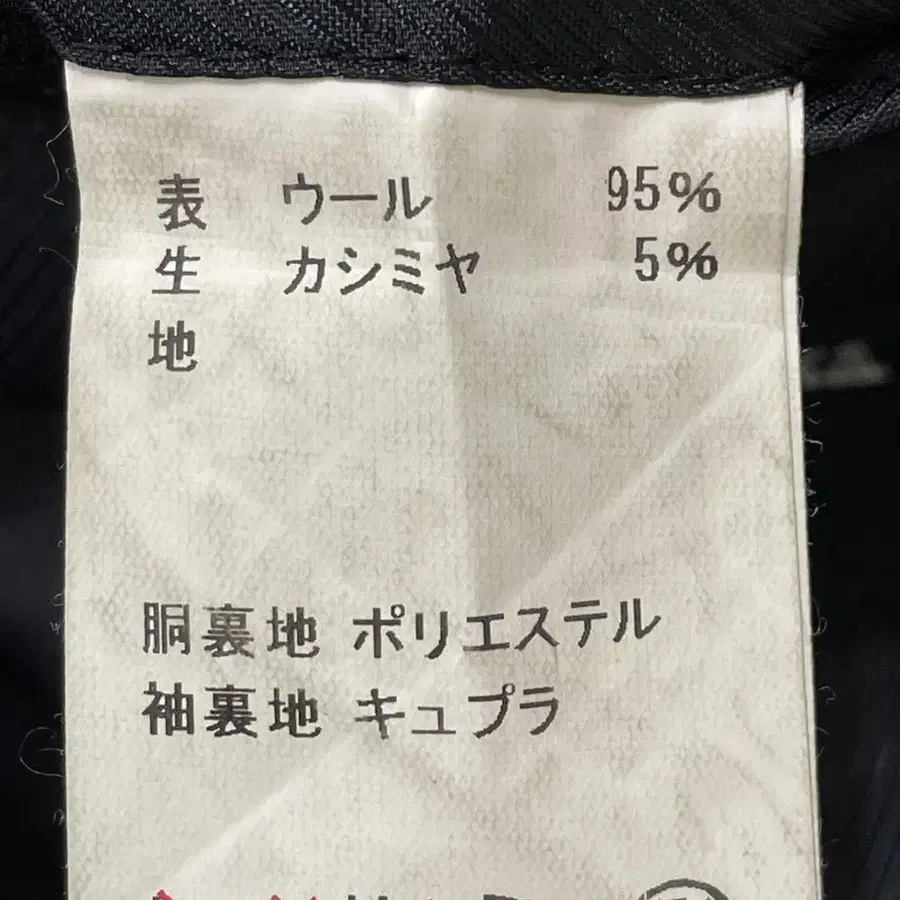 表 ウール 95%
生 カシミヤ 5%
地
胴裏地 ポリエステル
袖裏地 キュプラ